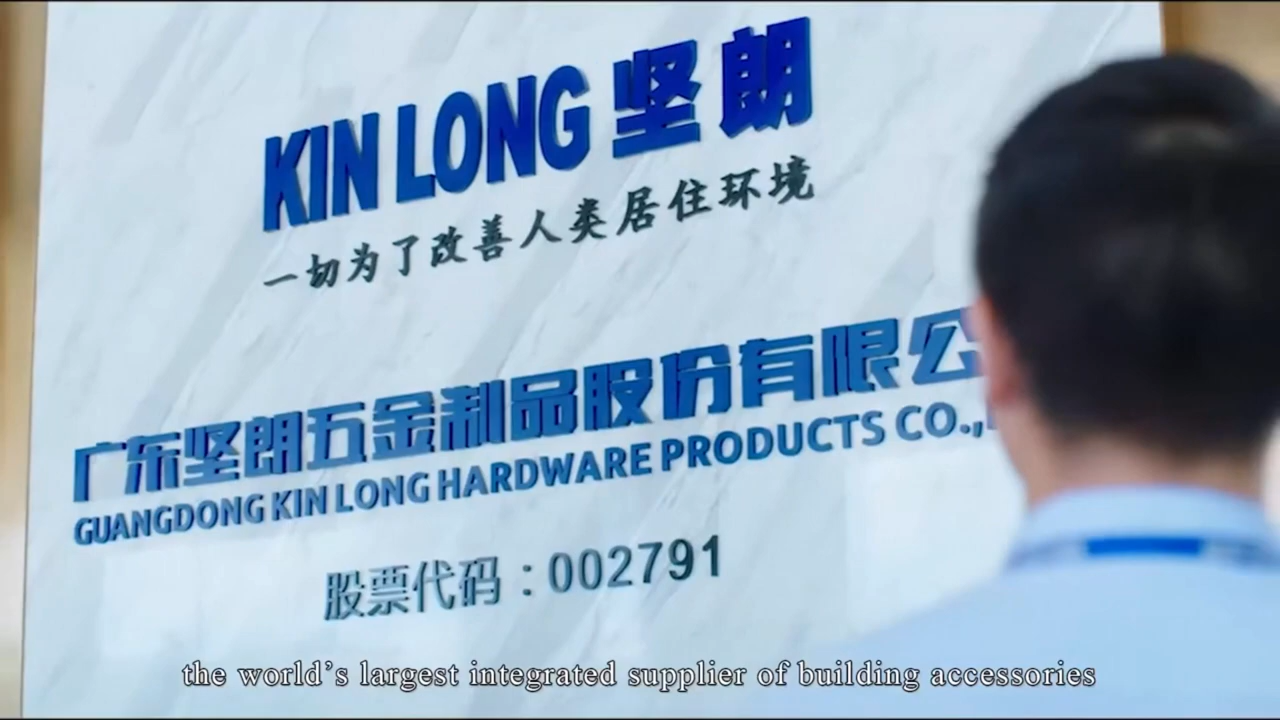 KIN LONG 坚朗
一切为了改善人类居住环境
广东坚朗五金制品股份有限公
GUANGDONG KIN LONG HARDWARE PRODUCTS CO.,
股票代码：002791
the world's largest integrated supplier of building accessories